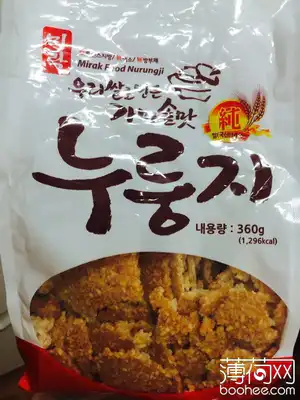 Mirak Food Nurungji
우리쌀로 만든
가마솥맛
純
누룽지
내용량 : 360g
(1,296kcal)
薄荷网
boohee.com